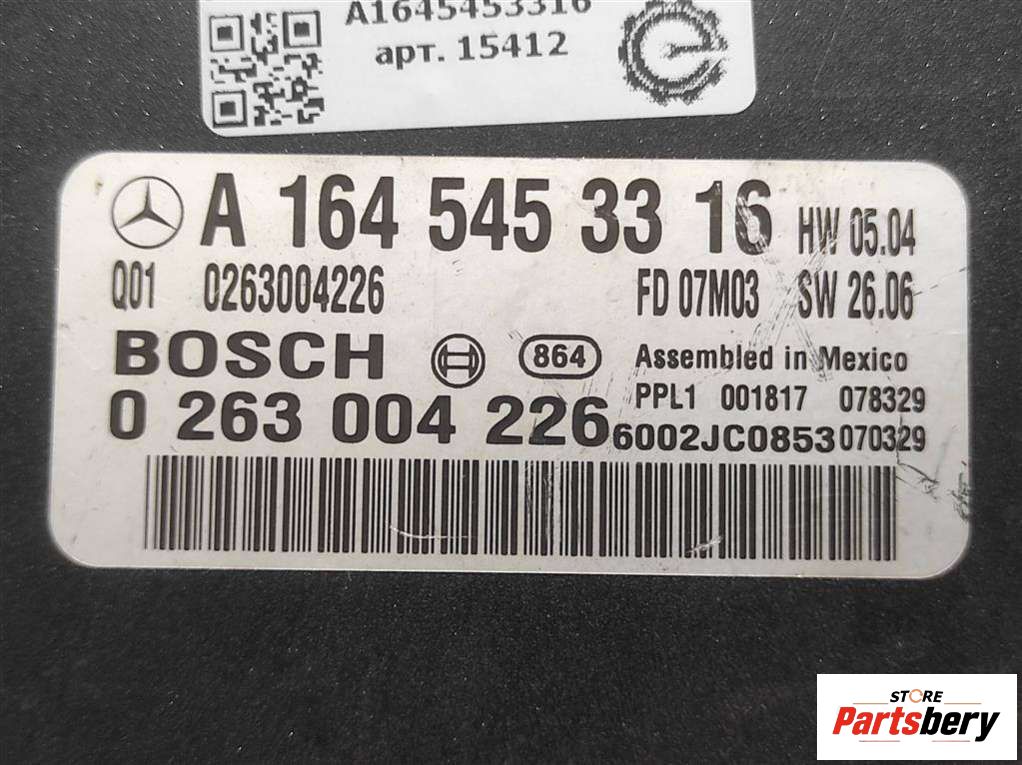 A1645453316
арт. 15412
A 164 545 33 16 HW 05.04
Q01 0263004226 FD 07M03 SW 26.06
BOSCH 864 Assembled in Mexico
PPL1 001817 078329
0 263 004 226 6002JC0853 070329
STORE
Partsbery